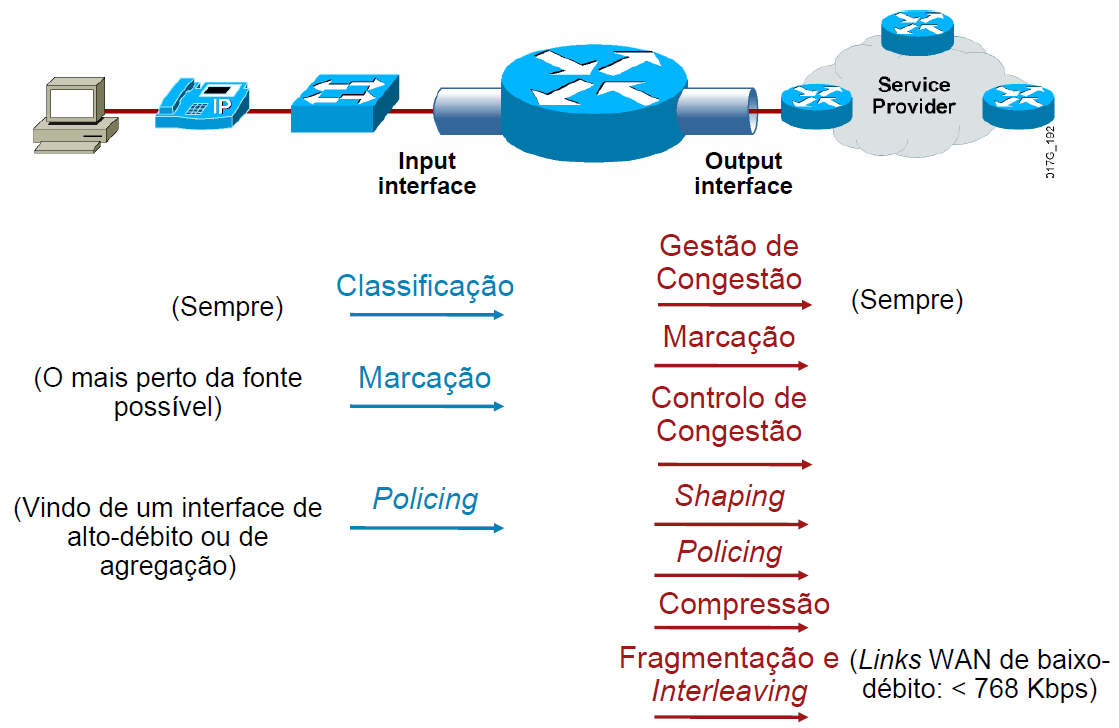 IP
Service
Provider
017G_192
Input
interface
Output
interface
Gestão de
Congestão
Classificação
(Sempre)
(Sempre)
Marcação
(O mais perto da fonte
possível)
Marcação
Controlo de
Congestão
(Vindo de um interface de
alto-débito ou de
agregação)
Policing
Shaping
Policing
Compressão
Fragmentação e
Interleaving
(Links WAN de baixo-
débito: < 768 Kbps)